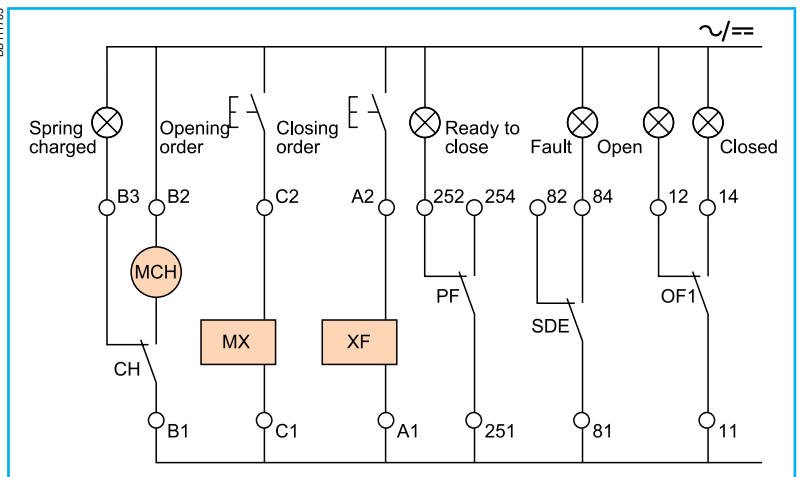 ~/==
Spring charged
Opening order
Closing order
Ready to close
Fault
Open
Closed
B3
B2
C2
A2
252
254
82
84
12
14
MCH
PF
OF1
SDE
MX
XF
CH
B1
C1
A1
251
81
11